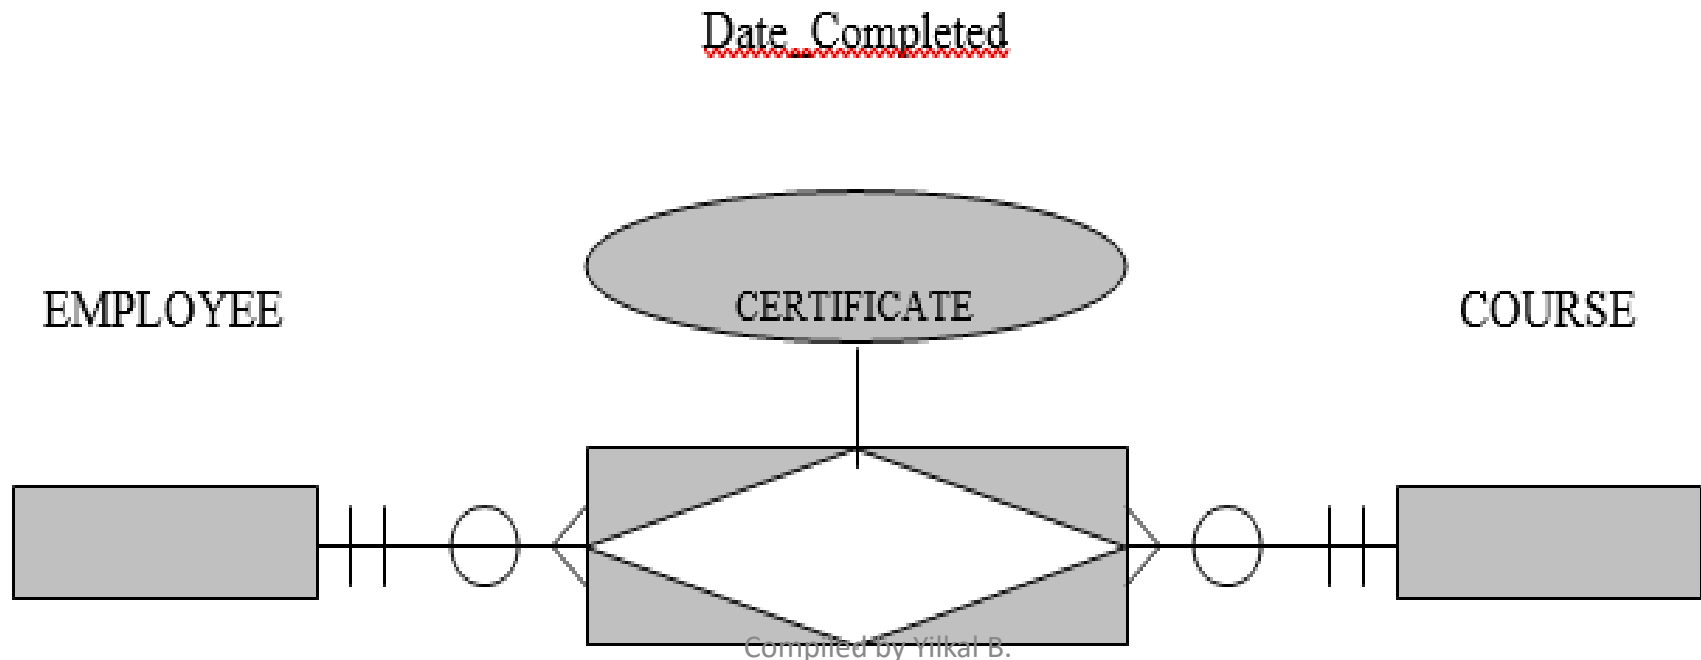 Date_Completed
EMPLOYEE
CERTIFICATE
COURSE
Compiled by Yilkal B.